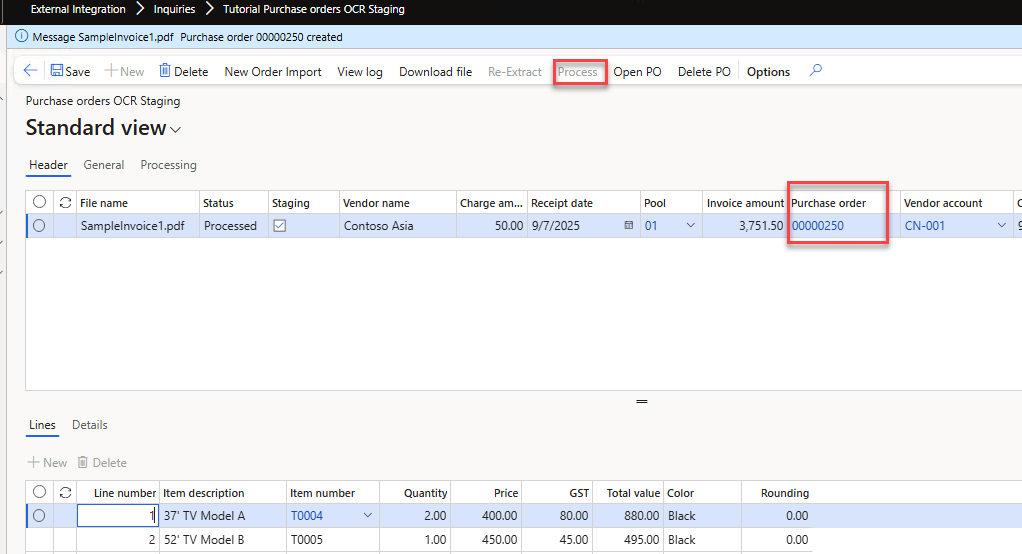 External Integration > Inquiries > Tutorial Purchase orders OCR Staging
Message SampleInvoice1.pdf Purchase order 00000250 created
Save New Delete New Order Import View log Download file Re-Extract Process Open PO Delete PO Options
Purchase orders OCR Staging
Standard view
Header General Processing
File name Status Staging Vendor name Charge am... Receipt date Pool Invoice amount Purchase order Vendor account
SampleInvoice1.pdf Processed Contoso Asia 50.00 9/7/2025 01 3,751.50 00000250 CN-001
Lines Details
New Delete
Line number Item description Item number Quantity Price GST Total value Color Rounding
1 37' TV Model A T0004 2.00 400.00 80.00 880.00 Black 0.00
2 52' TV Model B T0005 1.00 450.00 45.00 495.00 Black 0.00